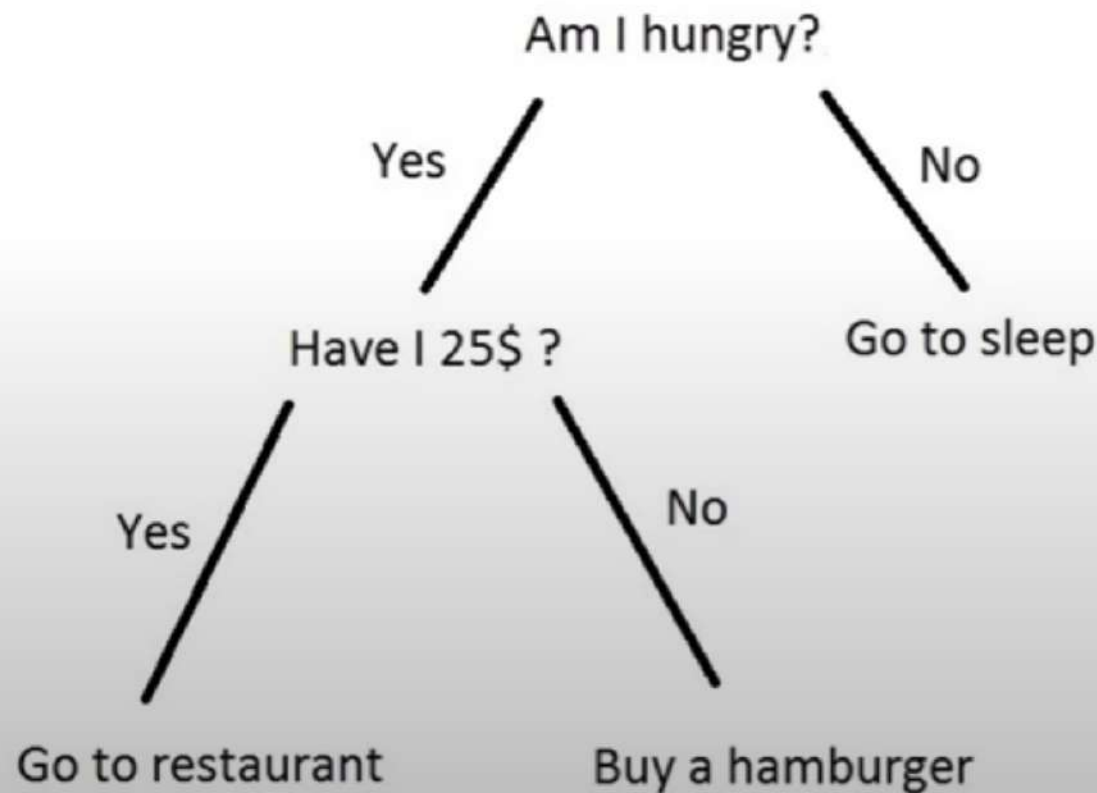 Am I hungry?
Yes
No
Have I 25$ ?
Go to sleep
Yes
No
Go to restaurant
Buy a hamburger